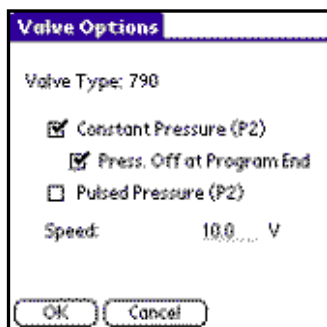 Valve Options
Valve Type: 790
Constant Pressure (P2)
Press. Off at Program End
Pulsed Pressure (P2)
Speed: 10.0 V
OK Cancel